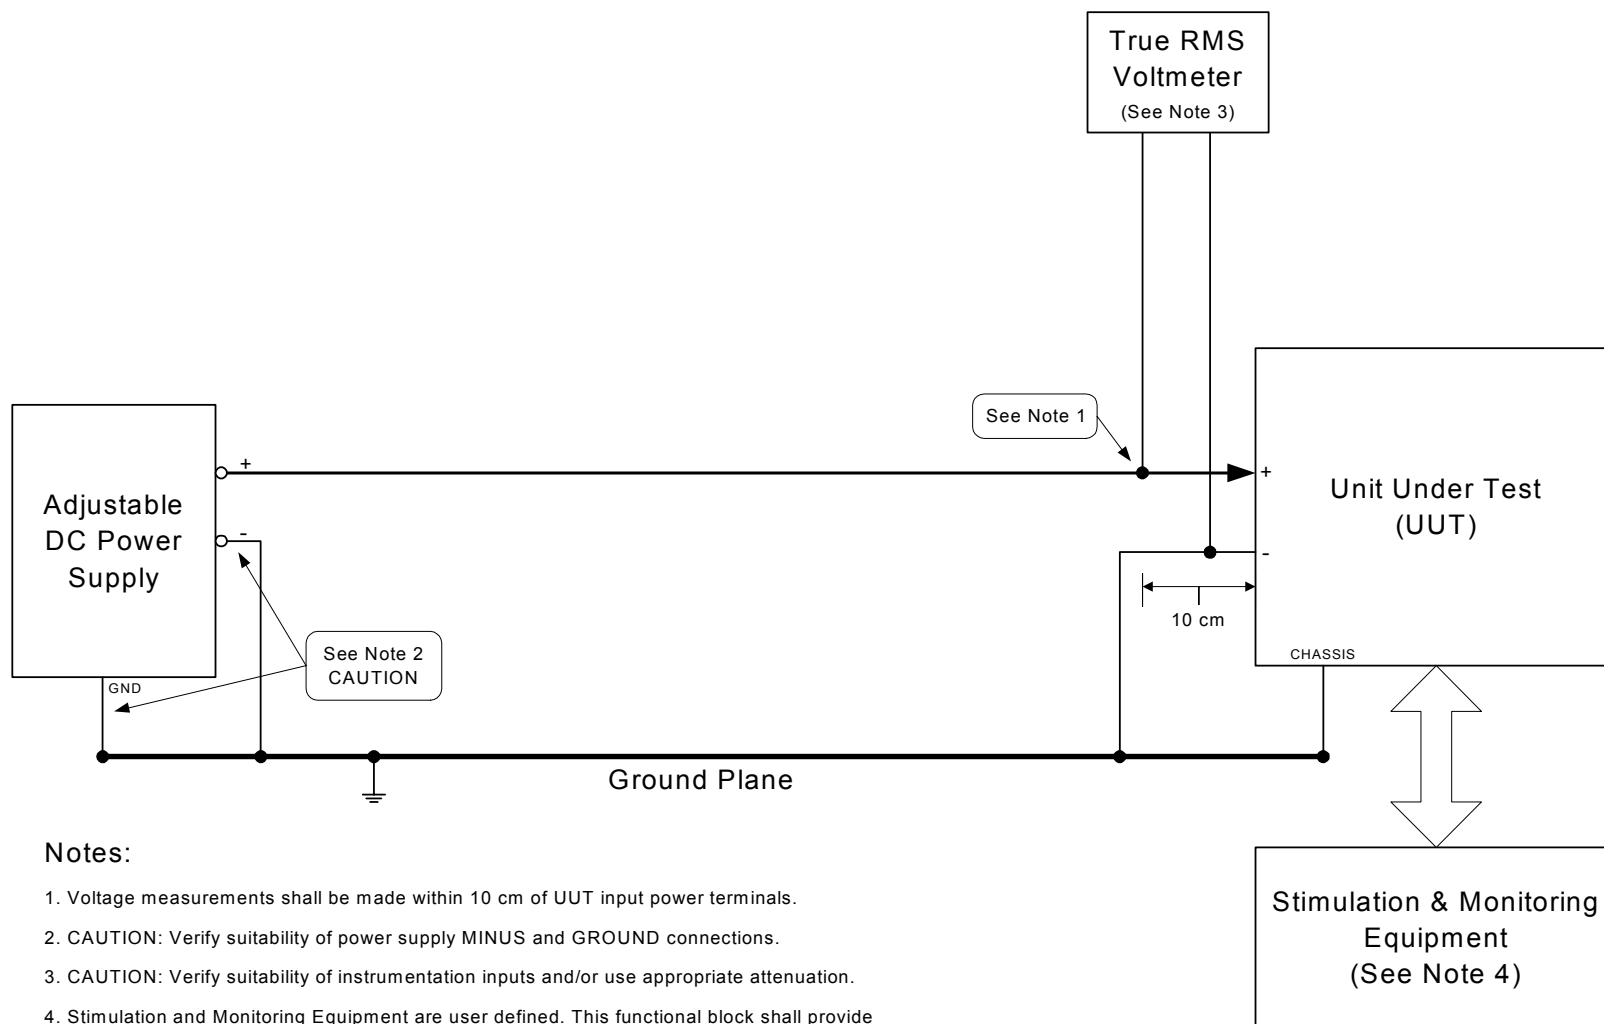 True RMS
Voltmeter
(See Note 3)
See Note 1
+
+
Adjustable
DC Power
Supply
-
Unit Under Test
(UUT)
-
10 cm
See Note 2
CAUTION
CHASSIS
GND
Ground Plane
Notes:
1. Voltage measurements shall be made within 10 cm of UUT input power terminals.
2. CAUTION: Verify suitability of power supply MINUS and GROUND connections.
3. CAUTION: Verify suitability of instrumentation inputs and/or use appropriate attenuation.
4. Stimulation and Monitoring Equipment are user defined. This functional block shall provide
Stimulation & Monitoring
Equipment
(See Note 4)